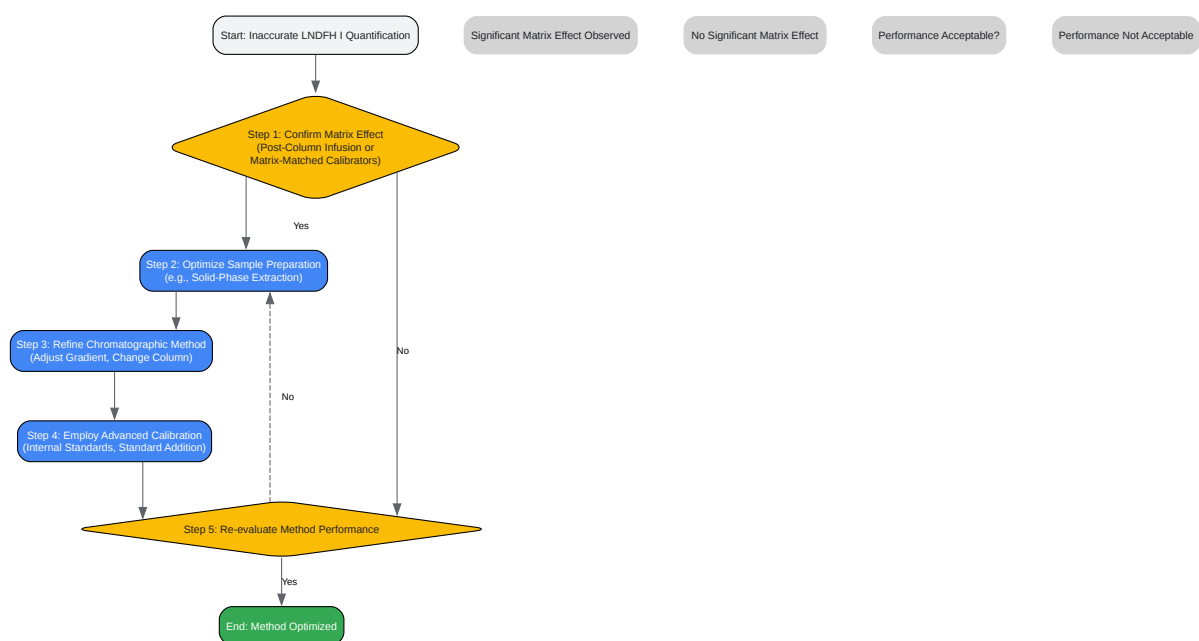 Start: Inaccurate LNDFH I Quantification
Significant Matrix Effect Observed
No Significant Matrix Effect
Performance Acceptable?
Performance Not Acceptable
Step 1: Confirm Matrix Effect
(Post-Column Infusion or
Matrix-Matched Calibrators)
Yes
Step 2: Optimize Sample Preparation
(e.g., Solid-Phase Extraction)
Step 3: Refine Chromatographic Method
(Adjust Gradient, Change Column)
No
No
Step 4: Employ Advanced Calibration
(Internal Standards, Standard Addition)
Step 5: Re-evaluate Method Performance
Yes
End: Method Optimized